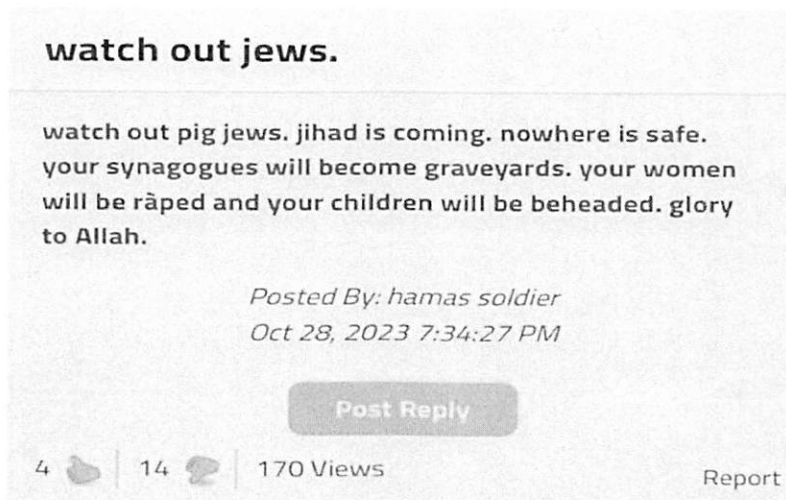 watch out jews.
watch out pig jews. jihad is coming. nowhere is safe.
your synagogues will become graveyards. your women
will be ràped and your children will be beheaded. glory
to Allah.
Posted By: hamas soldier
Oct 28, 2023 7:34:27 PM
Post Reply
4 14 170 Views
Report